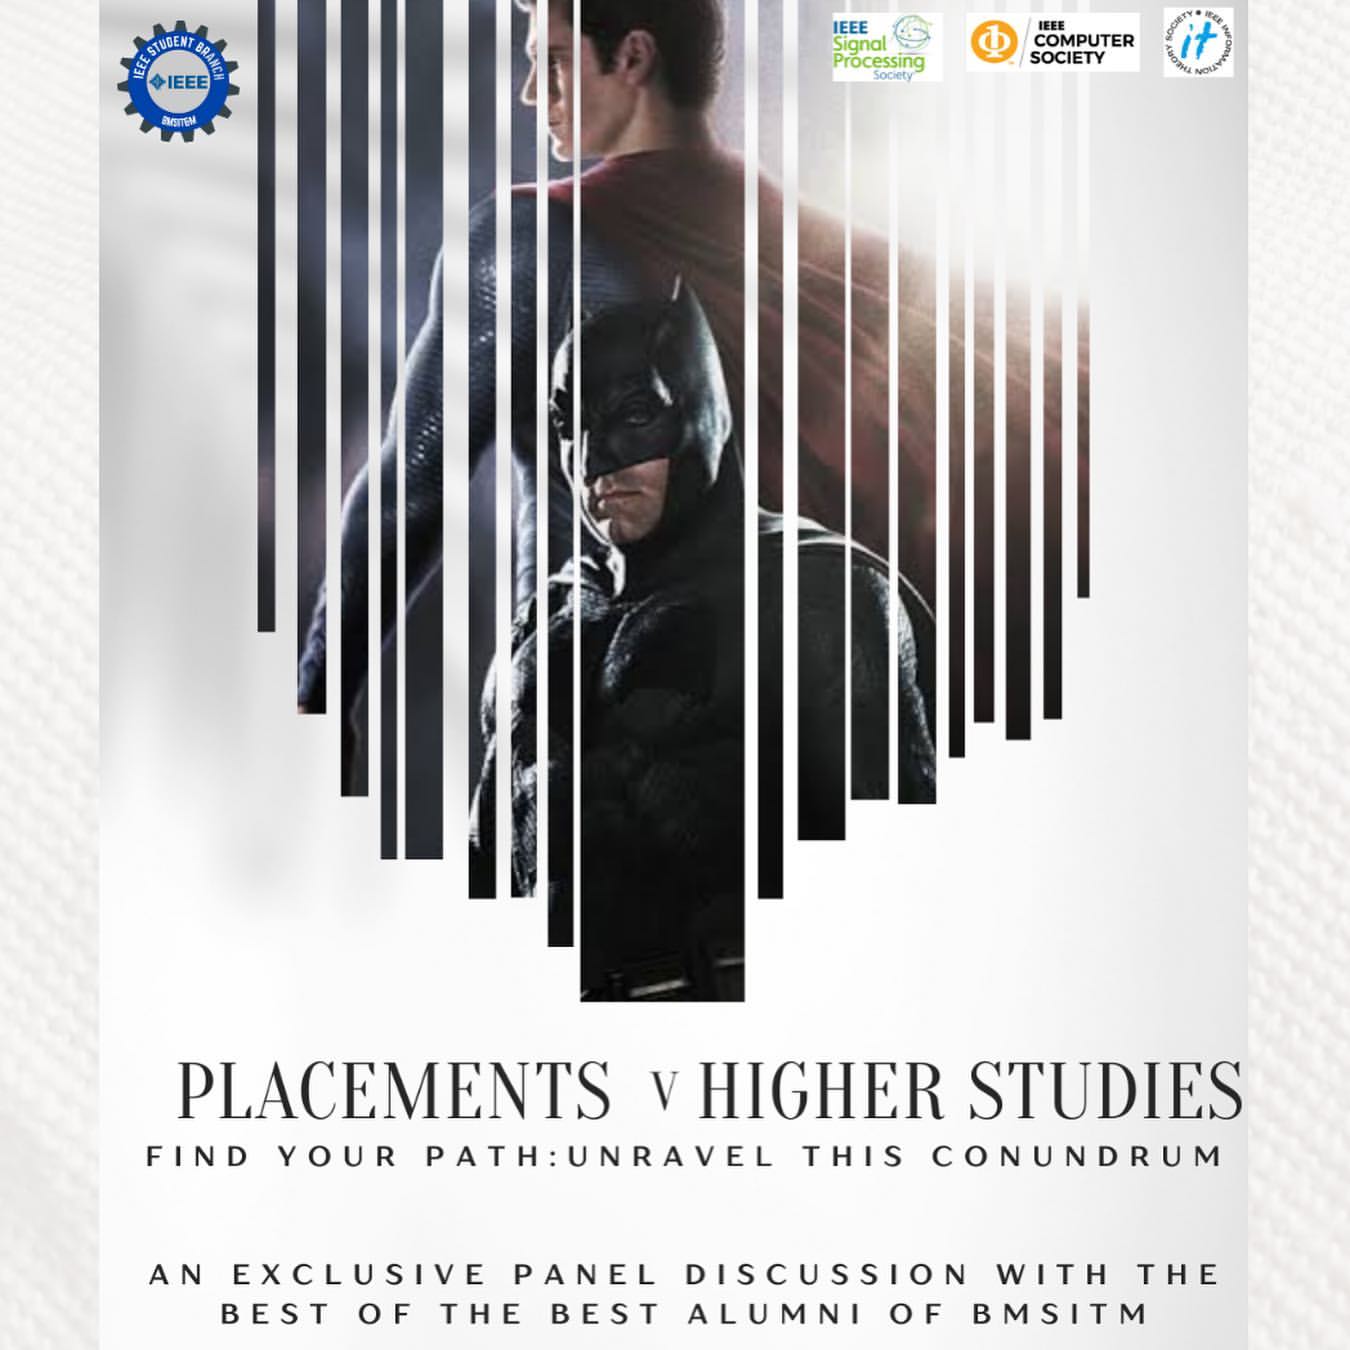 IEEE STUDENT BRANCH
IEEE
BMSIT&M
IEEE
Signal
Processing
Society
IEEE
COMPUTER
SOCIETY
IEEE INFORMATION THEORY SOCIETY
it
PLACEMENTS V HIGHER STUDIES
FIND YOUR PATH:UNRAVEL THIS CONUNDRUM
AN EXCLUSIVE PANEL DISCUSSION WITH THE
BEST OF THE BEST ALUMNI OF BMSITM